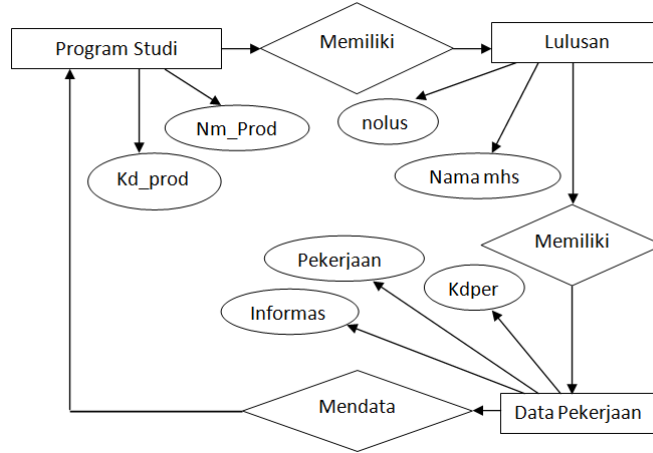 Program Studi
Memiliki
Lulusan
Nm_Prod
nolus
Kd_prod
Nama mhs
Memiliki
Pekerjaan
Kdper
Informas
Mendata
Data Pekerjaan